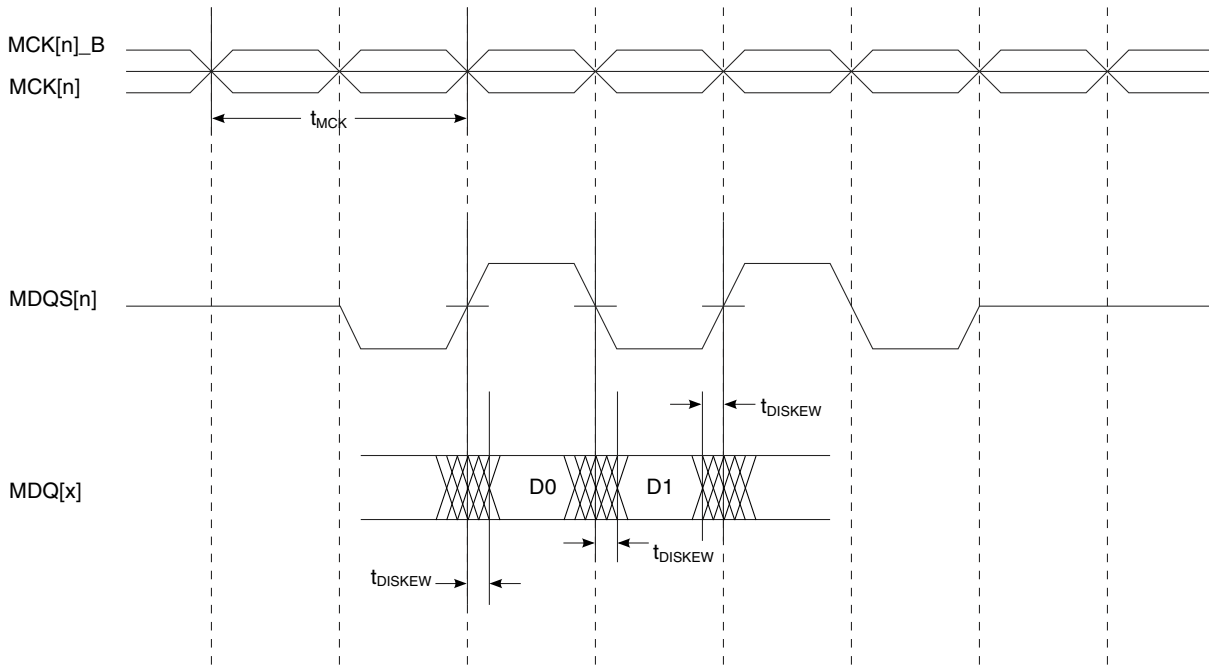 MCK[n]_B
MCK[n]
tMCK
MDQS[n]
tDISKEW
MDQ[x]
D0
D1
tDISKEW
tDISKEW